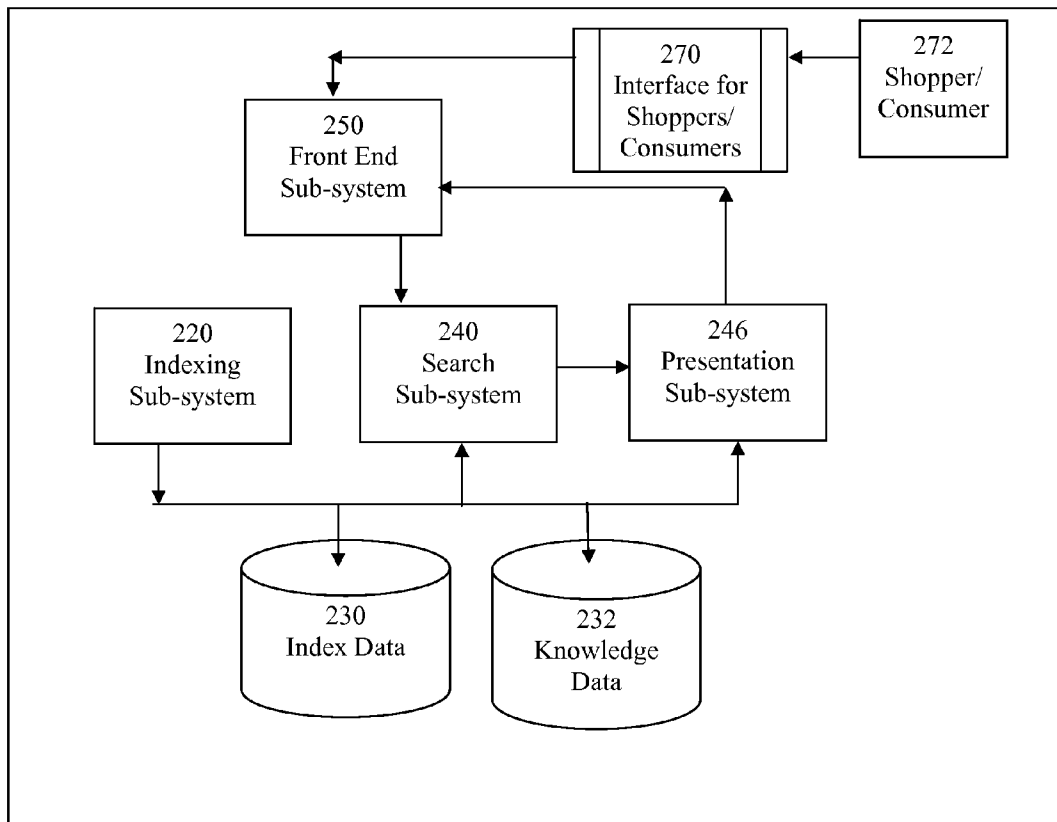 270
Interface for
Shoppers/
Consumers
272
Shopper/
Consumer
250
Front End
Sub-system
220
Indexing
Sub-system
240
Search
Sub-system
246
Presentation
Sub-system
230
Index Data
232
Knowledge
Data